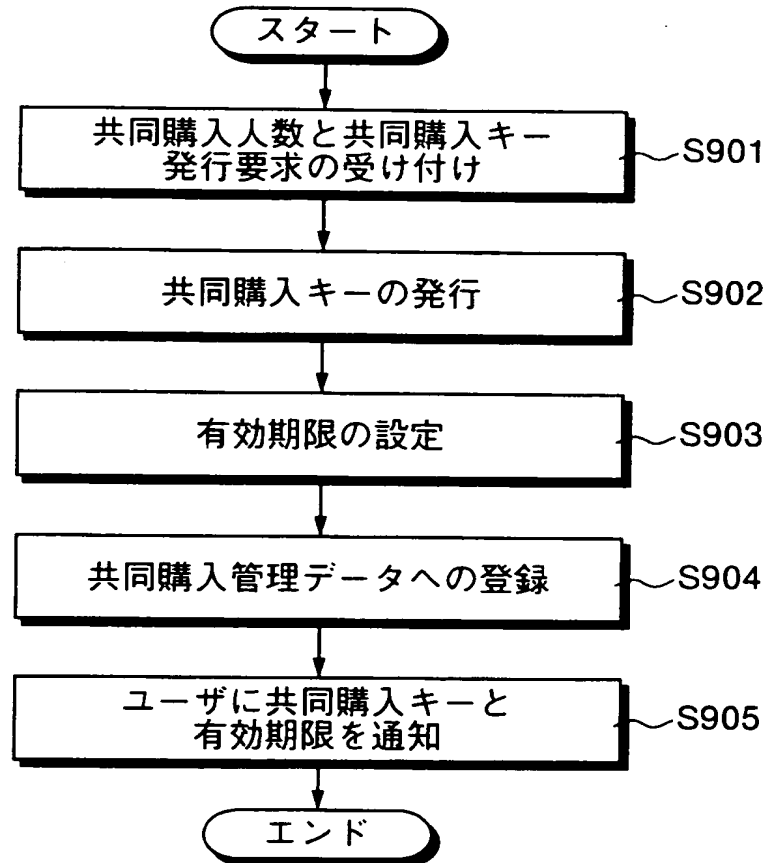 スタート
共同購入人数と共同購入キー
発行要求の受け付け
S901
共同購入キーの発行
S902
有効期限の設定
S903
共同購入管理データへの登録
S904
ユーザに共同購入キーと
有効期限を通知
S905
エンド